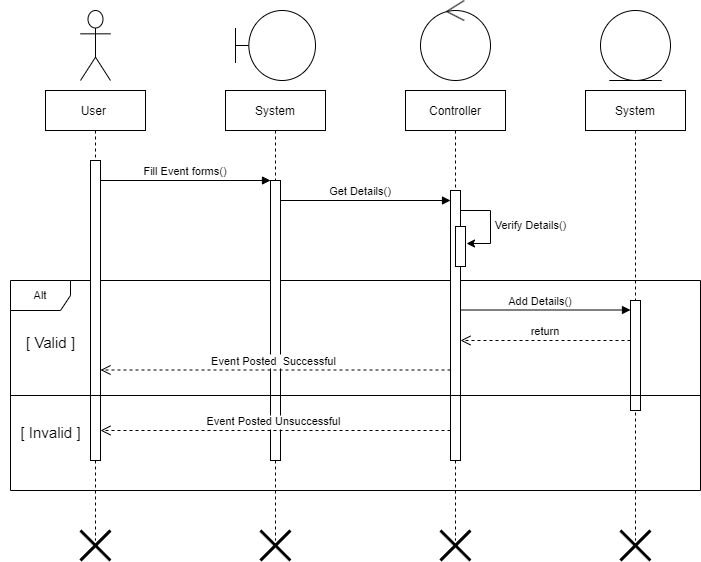 User
System
Controller
System
Fill Event forms()
Get Details()
Verify Details()
Alt
Add Details()
[ Valid ]
return
Event Posted  Successful
Event Posted Unsuccessful
[ Invalid ]